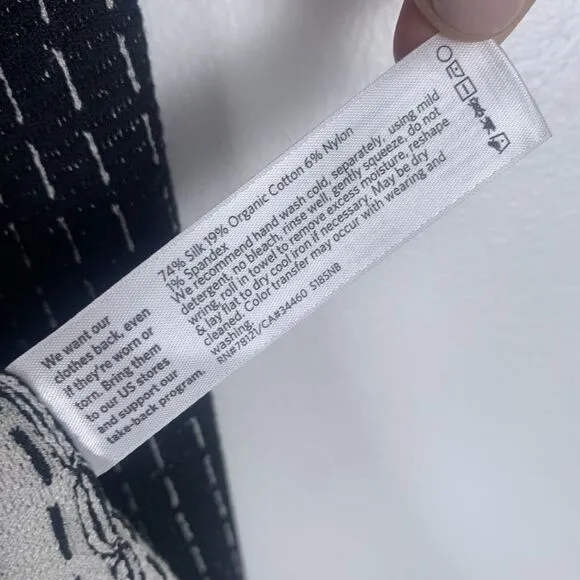 We want our
clothes back, even
if they're worn or
torn. Bring them
to our US stores
and support our
take-back program.
74% Silk 19% Organic Cotton 6% Nylon
1% Spandex
We recommend hand wash cold, separately, using mild
detergent, no bleach, rinse well, gently squeeze, do not
wring, roll in towel to remove excess moisture, reshape
& lay flat to dry cool iron if necessary. May be dry
cleaned. Color transfer may occur with wearing and
washing
RN#78121/CA#34460 S18SNB